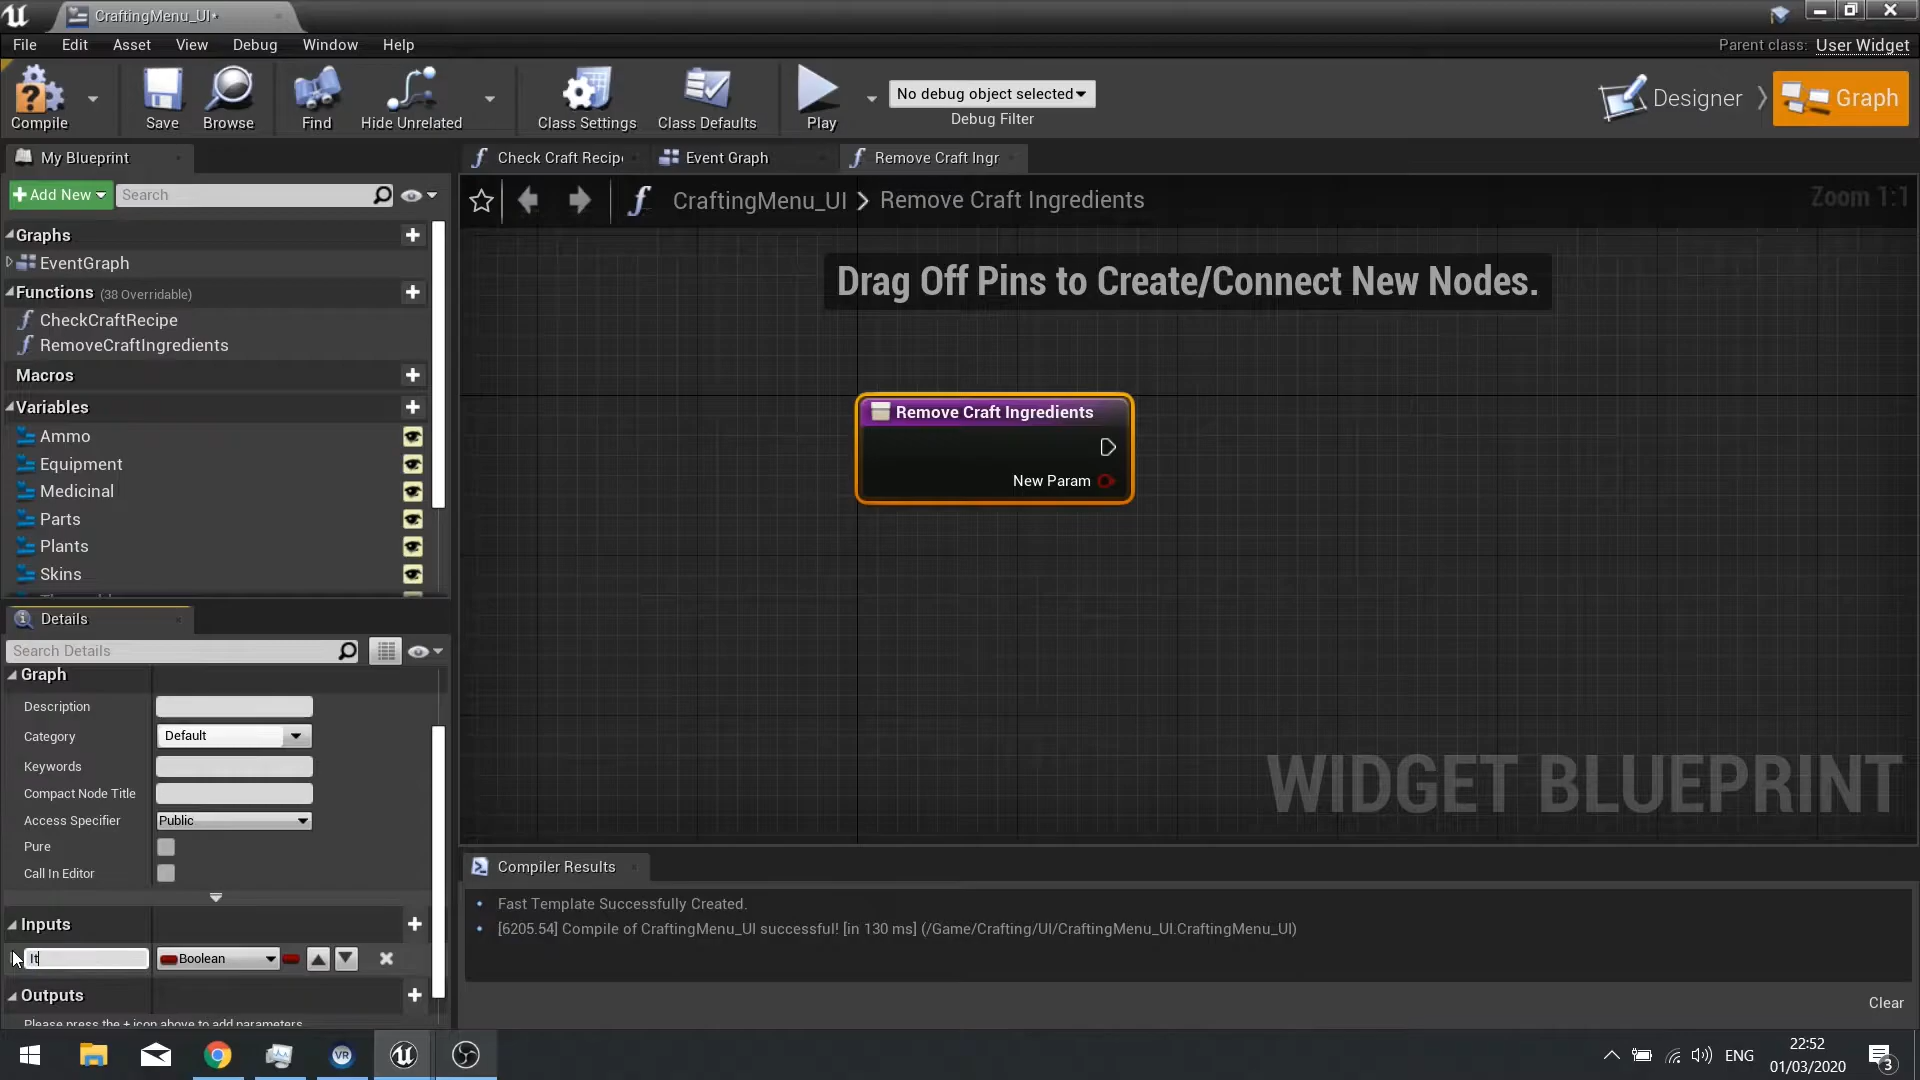 CraftingMenu_UI*
File Edit Asset View Debug Window Help
Parent class: User Widget
Compile Save Browse Find Hide Unrelated Class Settings Class Defaults Play
No debug object selected
Debug Filter
Designer Graph
My Blueprint
Add New Search
Graphs
EventGraph
Functions (38 Overridable)
CheckCraftRecipe
RemoveCraftIngredients
Macros
Variables
Ammo
Equipment
Medicinal
Parts
Plants
Skins
Check Craft Recip Event Graph Remove Craft Ingr
CraftingMenu_UI > Remove Craft Ingredients
Zoom 1:1
Drag Off Pins to Create/Connect New Nodes.
Remove Craft Ingredients
New Param
WIDGET BLUEPRINT
Details
Search Details
Graph
Description
Category Default
Keywords
Compact Node Title
Access Specifier Public
Pure
Call In Editor
Inputs
It Boolean
Outputs
Please press the + icon above to add parameters
Compiler Results
Fast Template Successfully Created.
[6205.54] Compile of CraftingMenu_UI successful! [in 130 ms] (/Game/Crafting/UI/CraftingMenu_UI.CraftingMenu_UI)
Clear
VR
ENG
22:52
01/03/2020
3